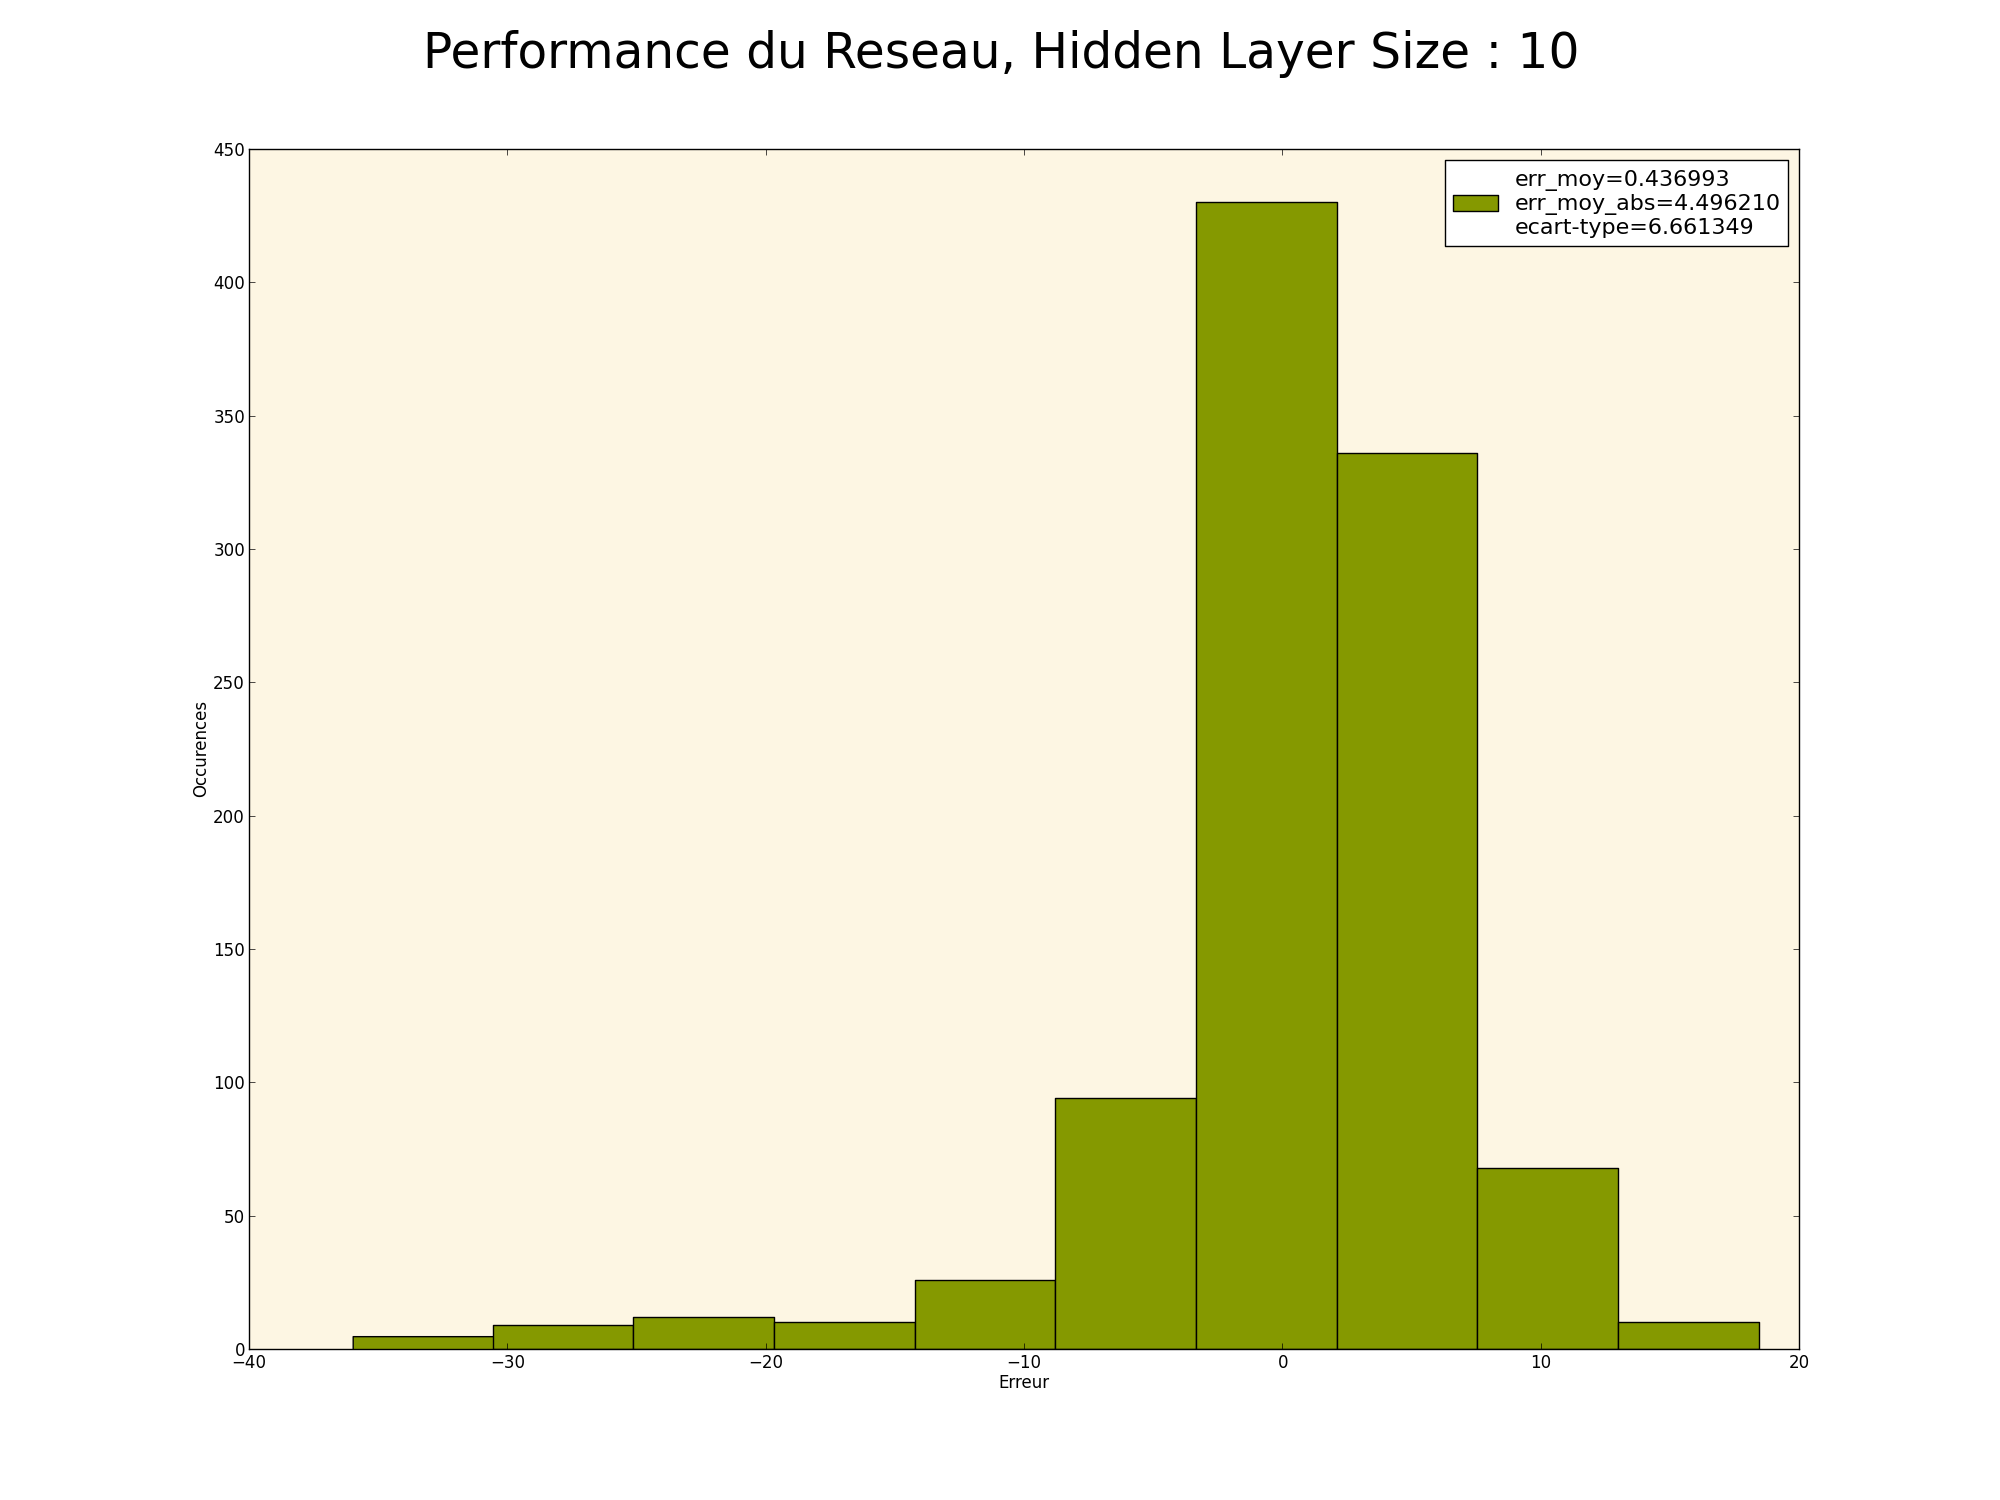 Performance du Reseau, Hidden Layer Size : 10
err_moy=0.436993
err_moy_abs=4.496210
ecart-type=6.661349
450
400
350
300
250
200
150
100
50
0
Occurences
−40 −30 −20 −10 0 10 20
Erreur